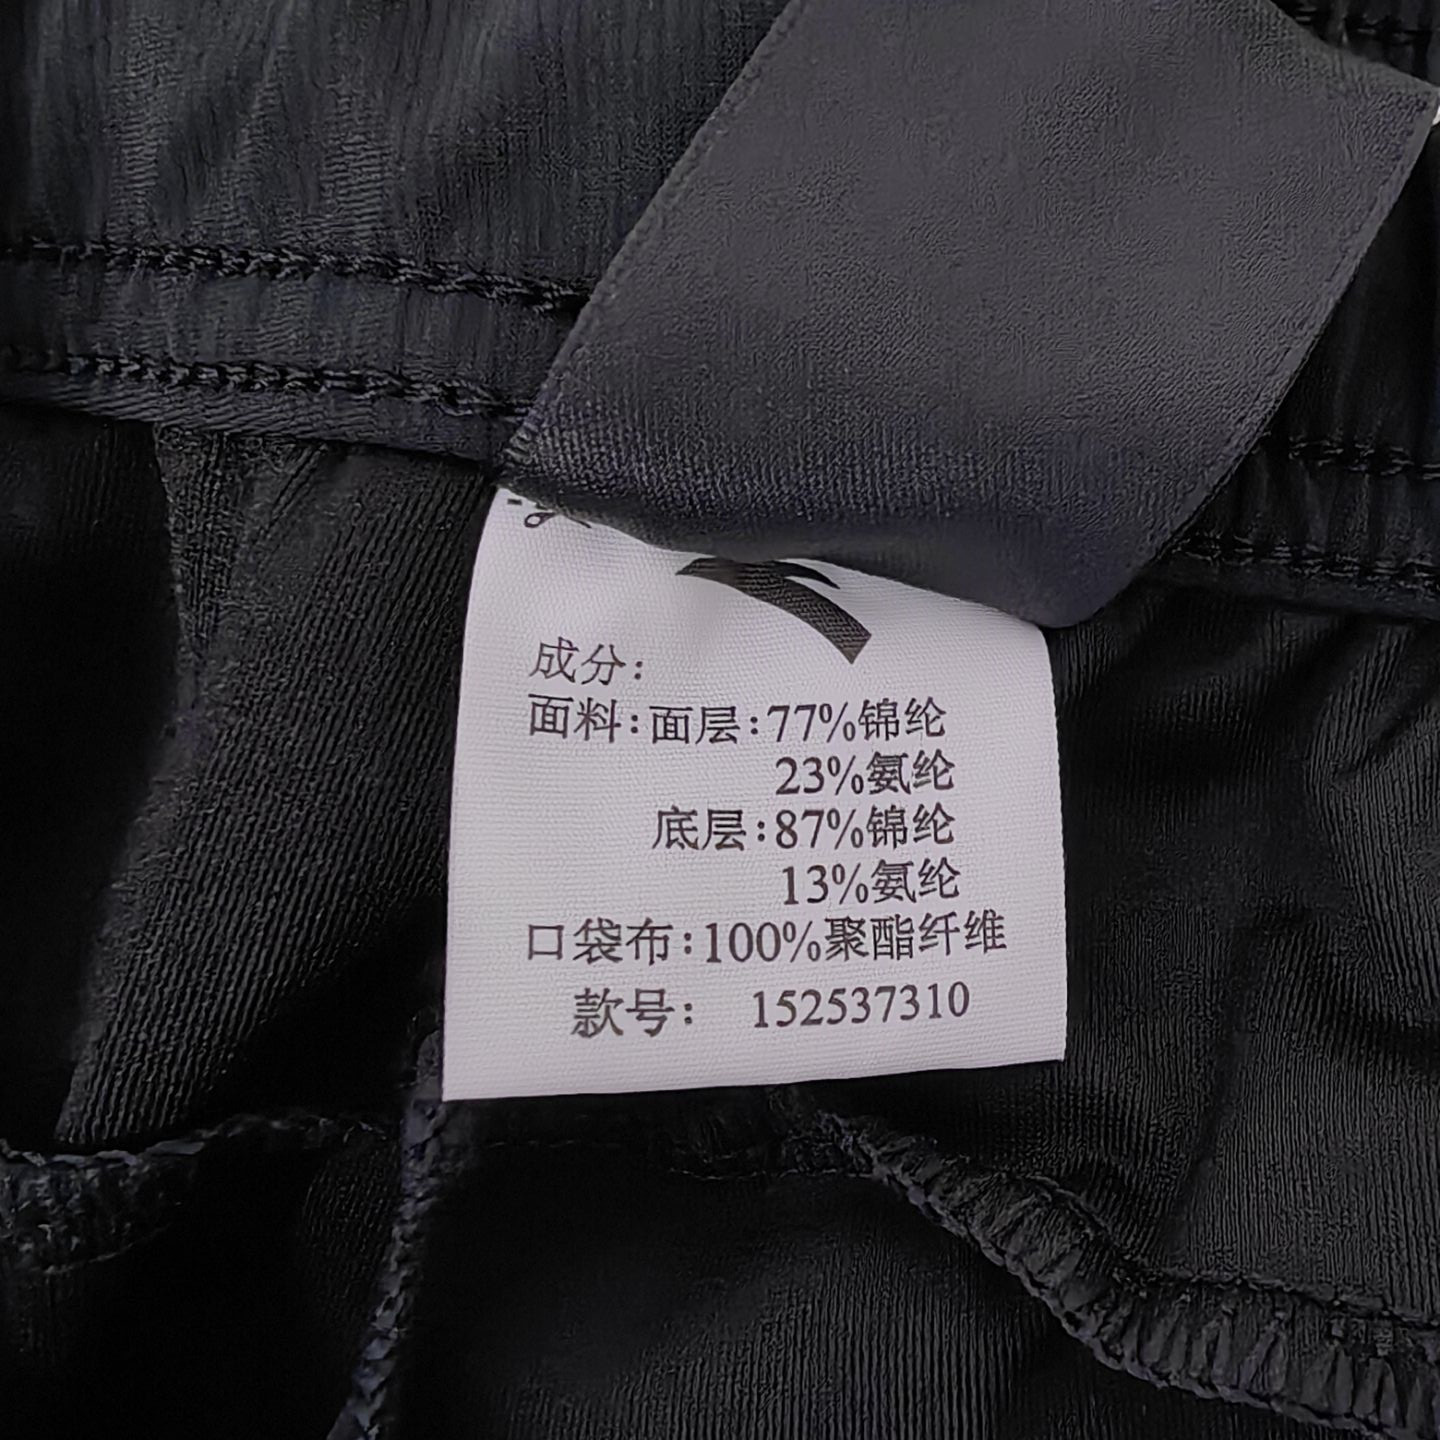 成分：
面料：面层：77%锦纶
23%氨纶
底层：87%锦纶
13%氨纶
口袋布：100%聚酯纤维
款号： 152537310